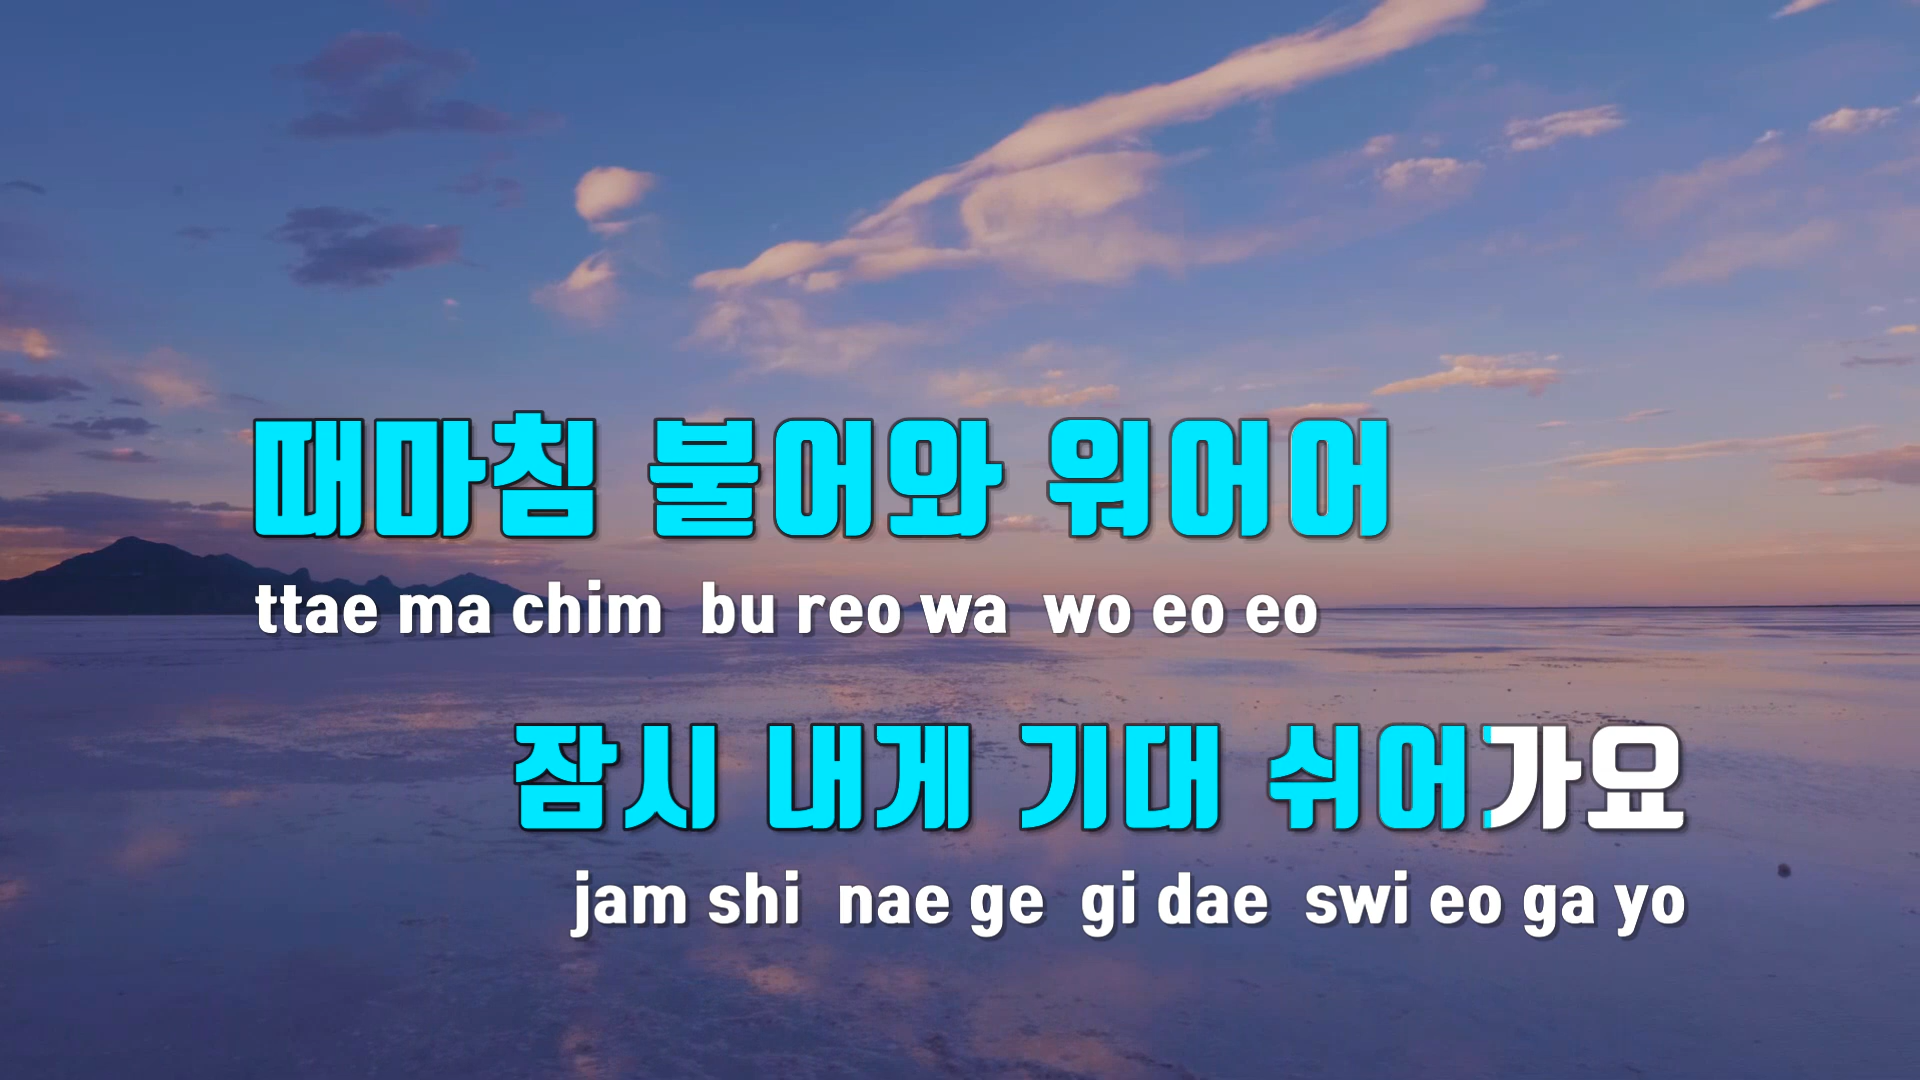 때마침 불어와 워어어
ttae ma chim bu reo wa wo eo eo
잠시 내게 기대 쉬어가요
jam shi nae ge gi dae swi eo ga yo